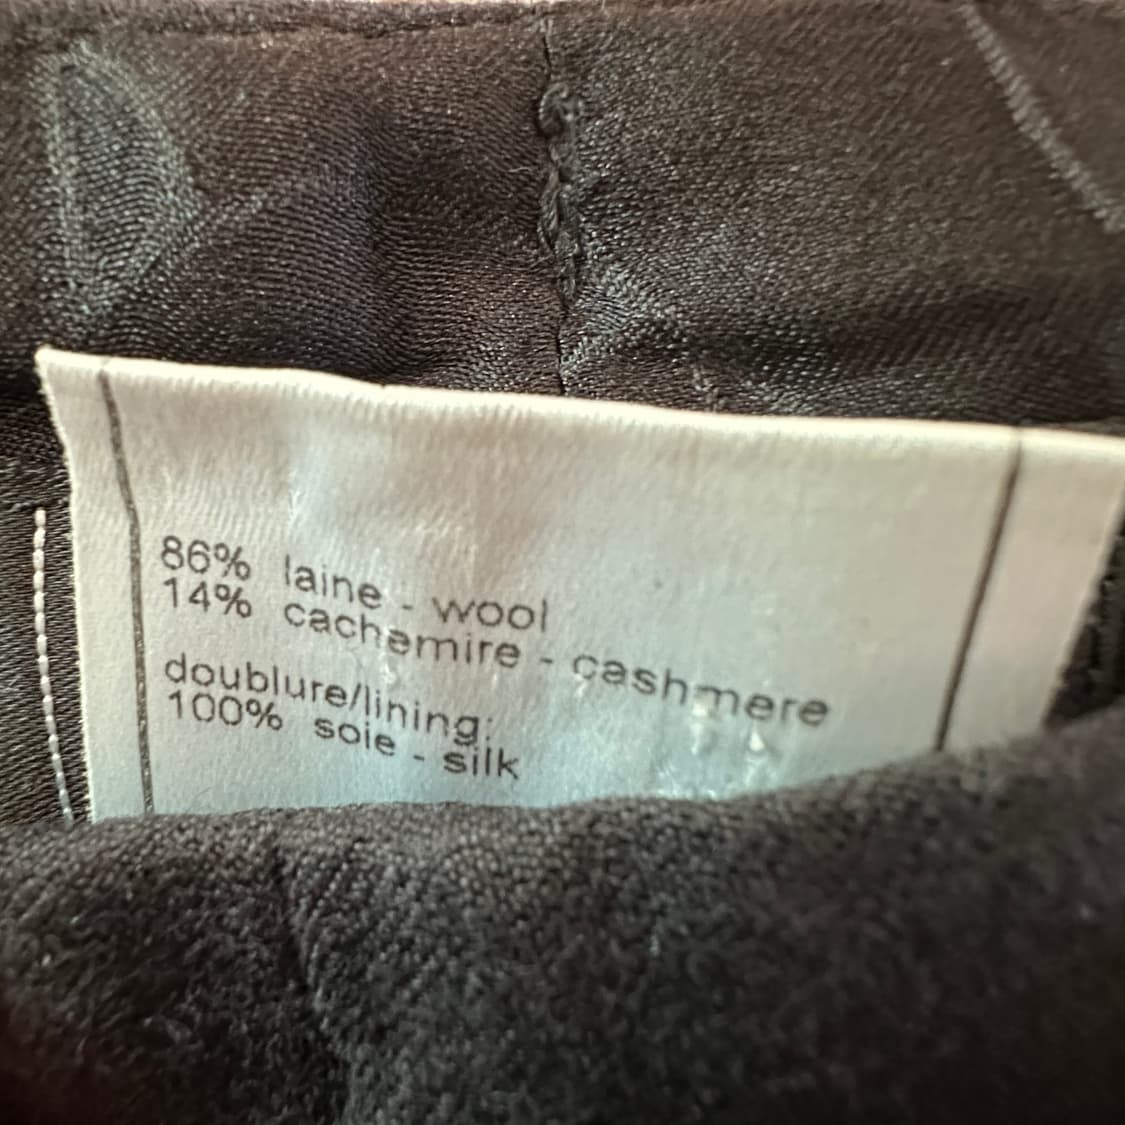 86% laine - wool
14% cachemire - cashmere
doublure/lining:
100% soie - silk